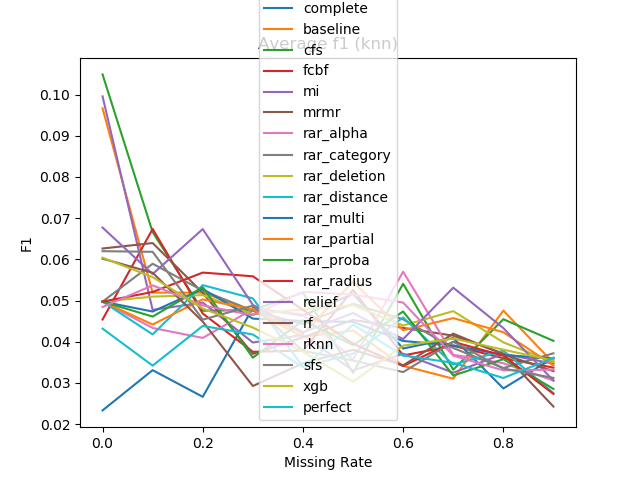 Average f1 (knn)
complete
baseline
cfs
fcbf
mi
mrmr
rar_alpha
rar_category
rar_deletion
rar_distance
rar_multi
rar_partial
rar_proba
rar_radius
relief
rf
rknn
sfs
xgb
perfect
F1
0.10
0.09
0.08
0.07
0.06
0.05
0.04
0.03
0.02
0.0
0.2
0.4
0.6
0.8
Missing Rate